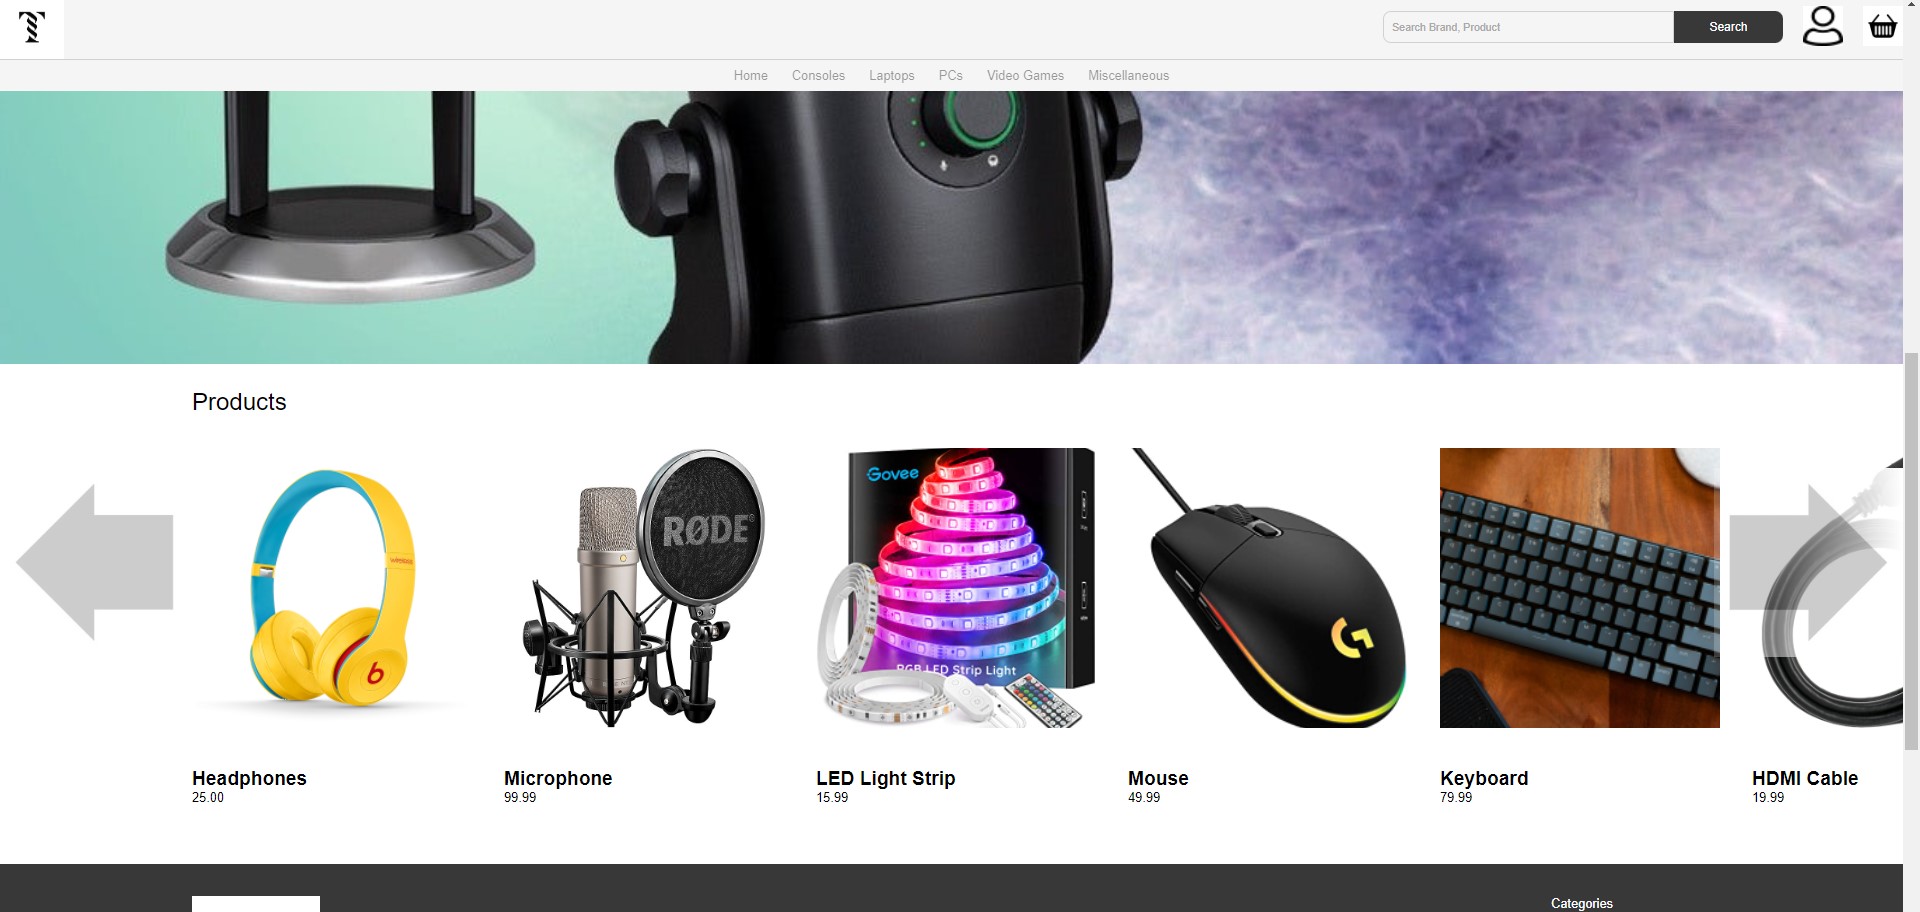 T
Search Brand, Product
Search
Home Consoles Laptops PCs Video Games Miscellaneous
Products
RØDE
Govee
RGB LED Strip Light
Headphones
25.00
Microphone
99.99
LED Light Strip
15.99
Mouse
49.99
Keyboard
79.99
HDMI Cable
19.99
Categories